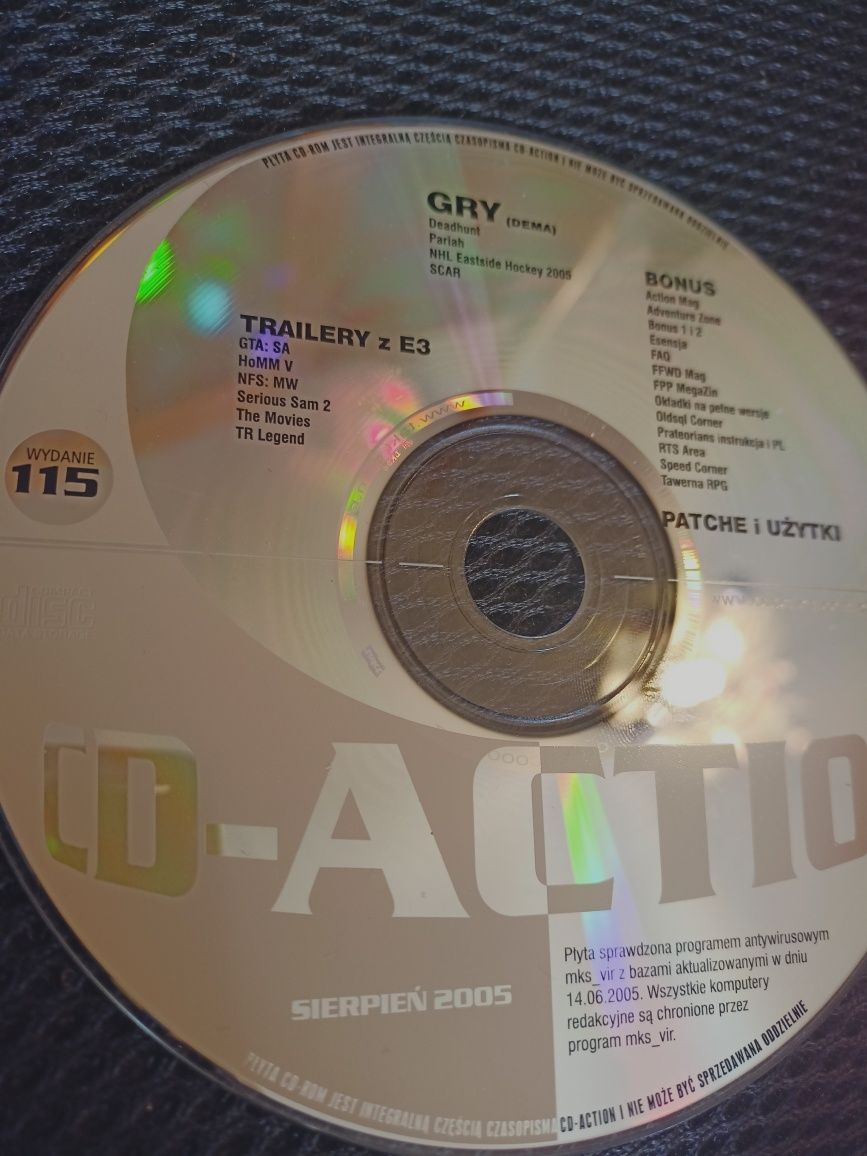 PŁYTA CD-ROM JEST INTEGRALNĄ CZĘŚCIĄ CZASOPISMA CD-ACTION I NIE MOŻE BYĆ SPRZEDAWANA ODDZIELNIE
GRY (DEMA)
Deadhunt
Pariah
NHL Eastside Hockey 2005
SCAR
TRAILERY z E3
GTA: SA
HoMM V
NFS: MW
Serious Sam 2
The Movies
TR Legend
BONUS
Action Mag
Adventure Zone
Bonus 1 i 2
Esensja
FAQ
FFWD Mag
FPP MegaZin
Okładki na pełne wersje
Oldsql Corner
Praetorians instrukcja i PL
RTS Area
Speed Corner
Tawerna RPG
PATCHE i UŻYTKI
WYDANIE
115
COMPACT
disc
DATA STORAGE
www.
CD-ACTIO
SIERPIEŃ 2005
Płyta sprawdzona programem antywirusowym
mks_vir z bazami aktualizowanymi w dniu
14.06.2005. Wszystkie komputery
redakcyjne są chronione przez
program mks_vir.
PŁYTA CD-ROM JEST INTEGRALNĄ CZĘŚCIĄ CZASOPISMA CD-ACTION I NIE MOŻE BYĆ SPRZEDAWANA ODDZIELNIE